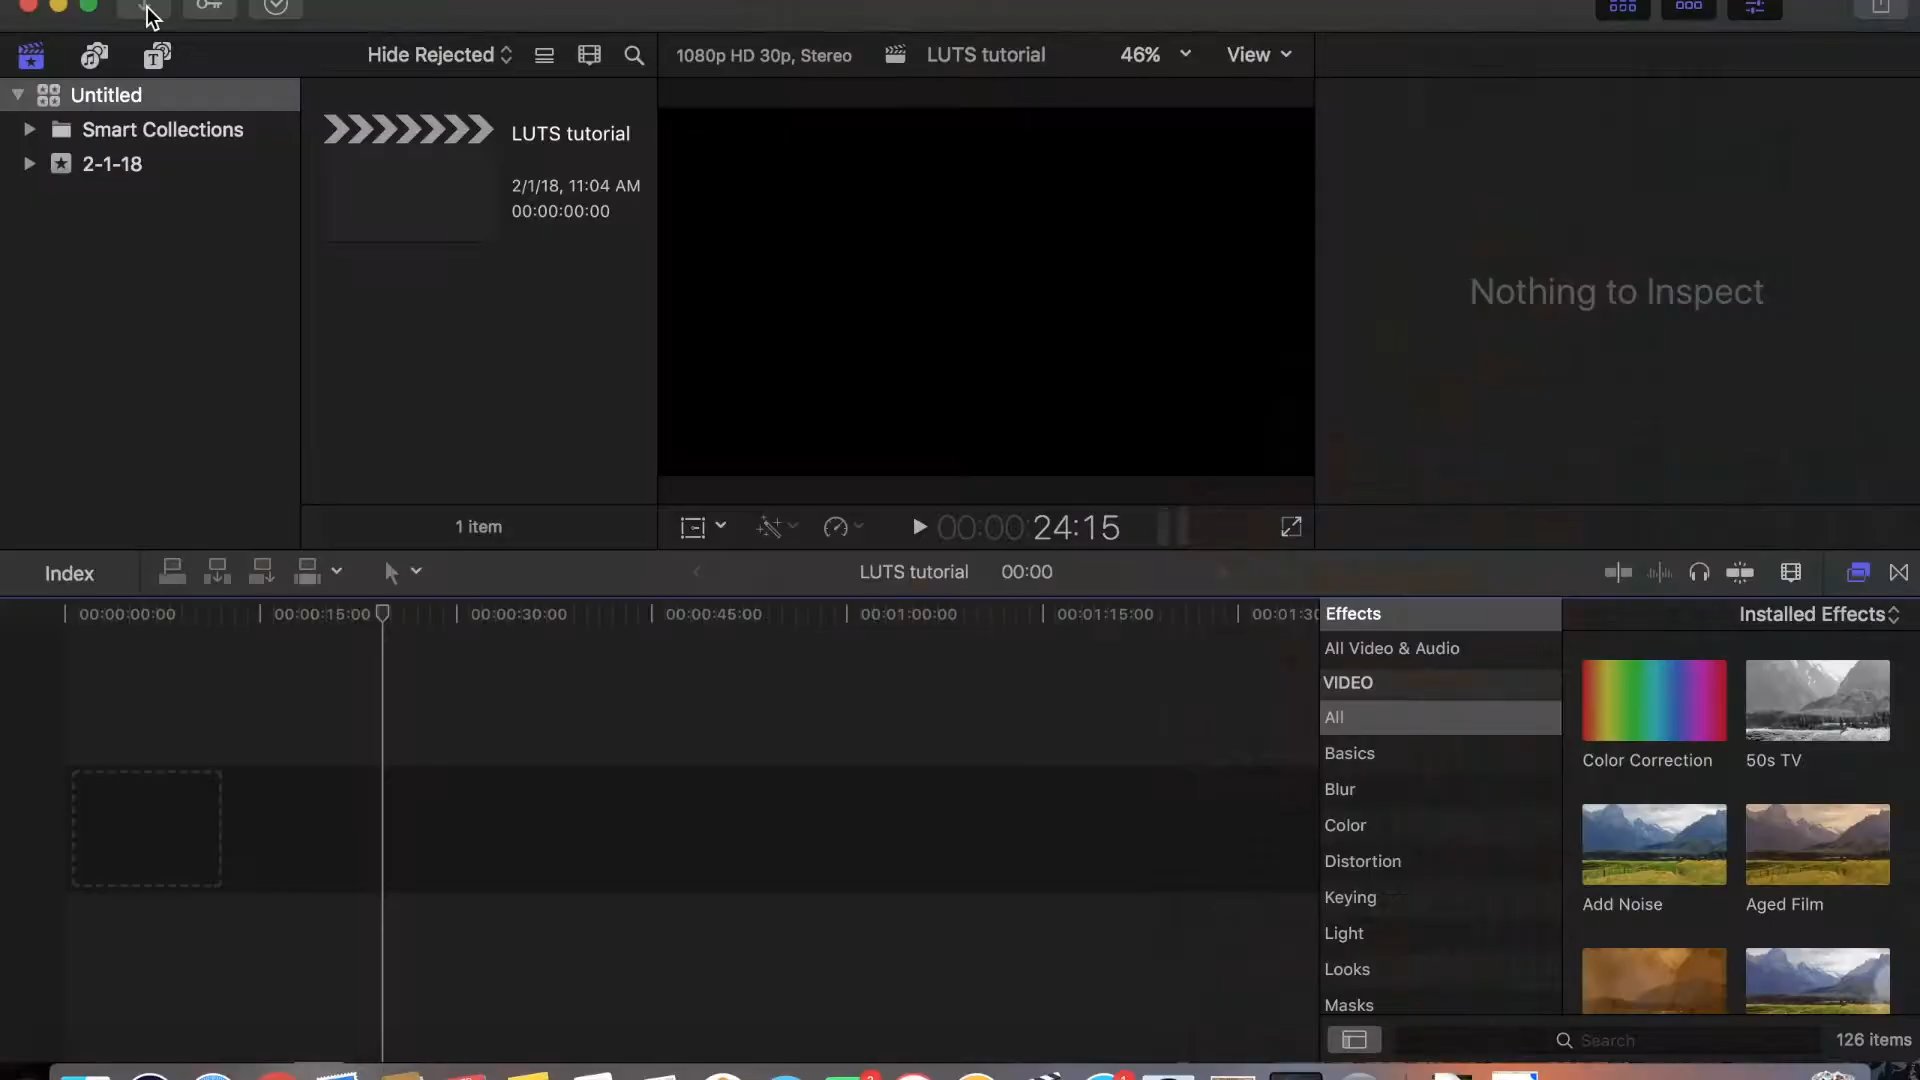 Hide Rejected
1080p HD 30p, Stereo
LUTS tutorial
46%
View
Untitled
Smart Collections
2-1-18
LUTS tutorial
2/1/18, 11:04 AM
00:00:00:00
Nothing to Inspect
1 item
00:00:24:15
Index
LUTS tutorial
00:00
00:00:00:00
00:00:15:00
00:00:30:00
00:00:45:00
00:01:00:00
00:01:15:00
00:01:30
Effects
Installed Effects
All Video & Audio
VIDEO
All
Basics
Blur
Color
Distortion
Keying
Light
Looks
Masks
Color Correction
50s TV
Add Noise
Aged Film
Search
126 items